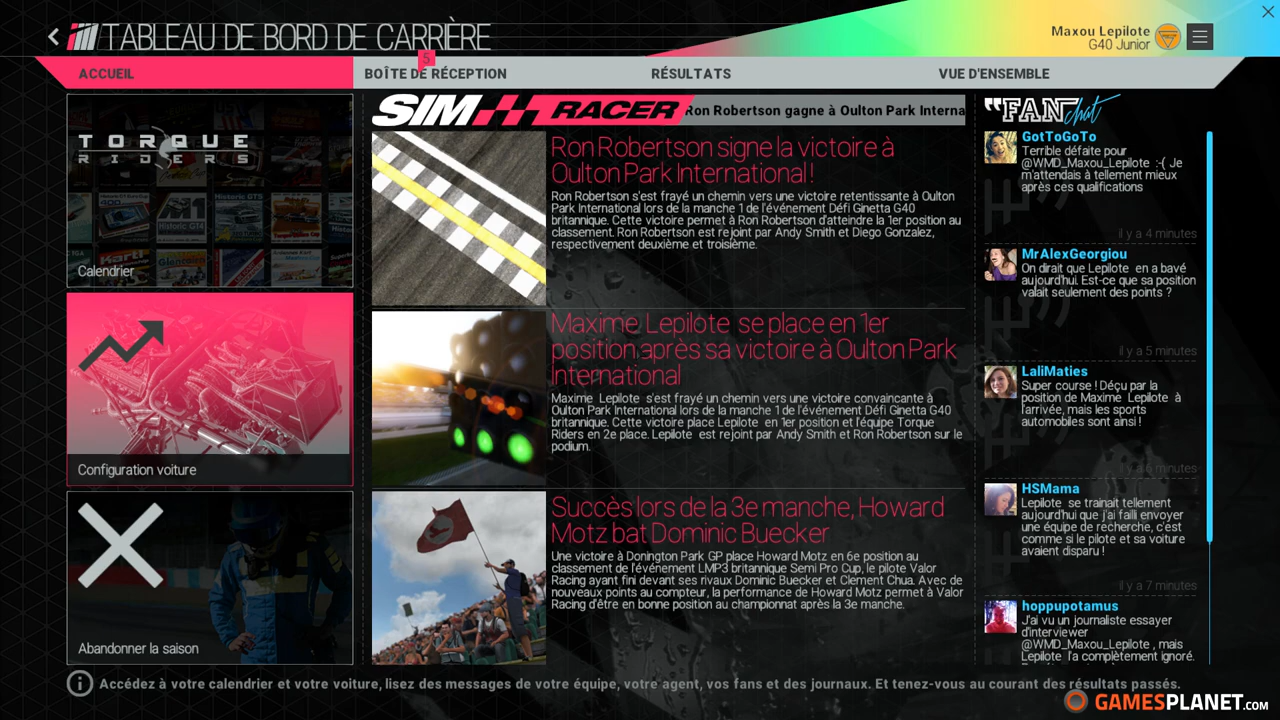 TABLEAU DE BORD DE CARRIÈRE
Maxou Lepilote
G40 Junior
ACCUEIL
BOÎTE DE RÉCEPTION
5
RÉSULTATS
VUE D'ENSEMBLE
TORQUE
RIDERS
Calendrier
Configuration voiture
Abandonner la saison
SIM RACER
Ron Robertson gagne à Oulton Park Interna
Ron Robertson signe la victoire à
Oulton Park International !
Ron Robertson s'est frayé un chemin vers une victoire retentissante à Oulton
Park International lors de la manche 1 de l'événement Défi Ginetta G40
britannique. Cette victoire permet à Ron Robertson d'atteindre la 1er position au
classement. Ron Robertson est rejoint par Andy Smith et Diego Gonzalez,
respectivement deuxième et troisième.
Maxime Lepilote se place en 1er
position après sa victoire à Oulton Park
International
Maxime Lepilote s'est frayé un chemin vers une victoire convaincante à
Oulton Park International lors de la manche 1 de l'événement Défi Ginetta G40
britannique. Cette victoire place Lepilote en 1er position et l'équipe Torque
Riders en 2e place. Lepilote est rejoint par Andy Smith et Ron Robertson sur le
podium.
Succès lors de la 3e manche, Howard
Motz bat Dominic Buecker
Une victoire à Donington Park GP place Howard Motz en 6e position au
classement de l'événement LMP3 britannique Semi Pro Cup, le pilote Valor
Racing ayant fini devant ses rivaux Dominic Buecker et Clement Chua. Avec de
nouveaux points au compteur, la performance de Howard Motz permet à Valor
Racing d'être en bonne position au championnat après la 3e manche.
"FANchat
GotToGoTo
Terrible défaite pour
@WMD_Maxou_Lepilote :-( Je
m'attendais à tellement mieux
après ces qualifications
il y a 4 minutes
MrAlexGeorgiou
On dirait que Lepilote en a bavé
aujourd'hui. Est-ce que sa position
valait seulement des points ?
il y a 5 minutes
LaliMaties
Super course ! Déçu par la
position de Maxime Lepilote à
l'arrivée, mais les sports
automobiles sont ainsi !
il y a 6 minutes
HSMama
Lepilote se trainait tellement
aujourd'hui que j'ai failli envoyer
une équipe de recherche, c'est
comme si le pilote et sa voiture
avaient disparu !
il y a 7 minutes
hoppupotamus
J'ai vu un journaliste essayer
d'interviewer
@WMD_Maxou_Lepilote , mais
Lepilote l'a complètement ignoré.
Accédez à votre calendrier et votre voiture, lisez des messages de votre équipe, votre agent, vos fans et des journaux. Et tenez-vous au courant des résultats passés.
GAMESPLANET.COM